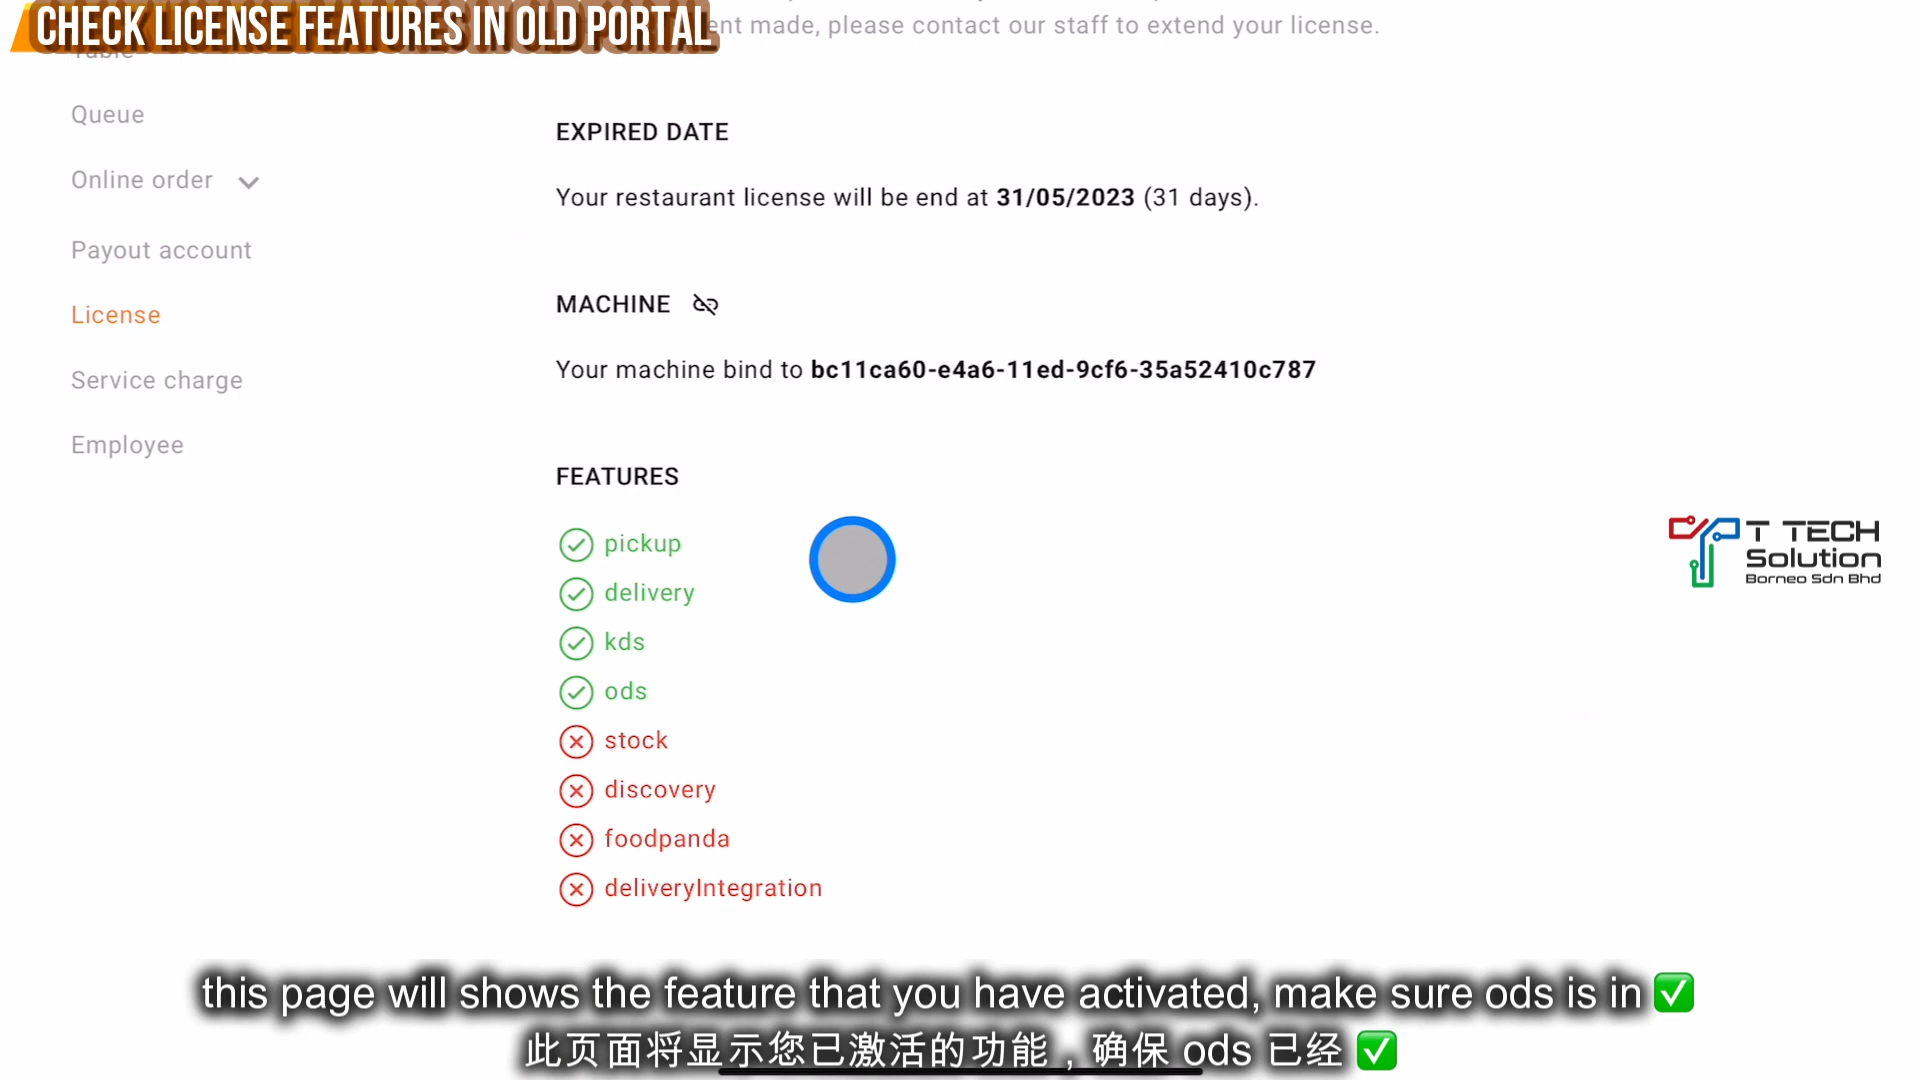 CHECK LICENSE FEATURES IN OLD PORTAL
ent made, please contact our staff to extend your license.
Table
Queue
Online order
Payout account
License
Service charge
Employee
EXPIRED DATE
Your restaurant license will be end at 31/05/2023 (31 days).
MACHINE
Your machine bind to bc11ca60-e4a6-11ed-9cf6-35a52410c787
FEATURES
pickup
delivery
kds
ods
stock
discovery
foodpanda
deliveryIntegration
T TECH
Solution
Borneo Sdn Bhd
this page will shows the feature that you have activated, make sure ods is in ✅
此页面将显示您已激活的功能，确保 ods 已经 ✅